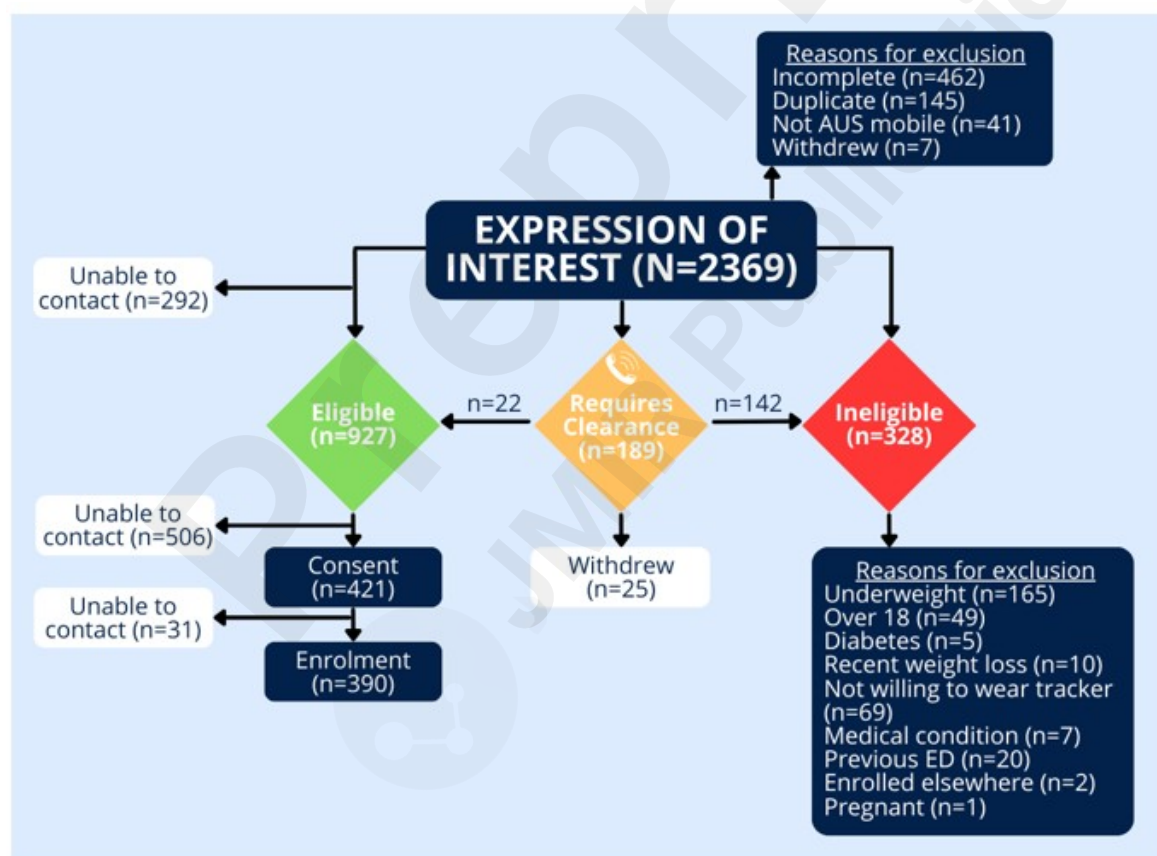 Reasons for exclusion
Incomplete (n=462)
Duplicate (n=145)
Not AUS mobile (n=41)
Withdrew (n=7)
EXPRESSION OF
INTEREST (N=2369)
Unable to
contact (n=292)
Eligible
(n=927)
n=22
Requires
Clearance
(n=189)
n=142
Ineligible
(n=328)
Unable to
contact (n=506)
Consent
(n=421)
Withdrew
(n=25)
Unable to
contact (n=31)
Enrolment
(n=390)
Reasons for exclusion
Underweight (n=165)
Over 18 (n=49)
Diabetes (n=5)
Recent weight loss (n=10)
Not willing to wear tracker
(n=69)
Medical condition (n=7)
Previous ED (n=20)
Enrolled elsewhere (n=2)
Pregnant (n=1)